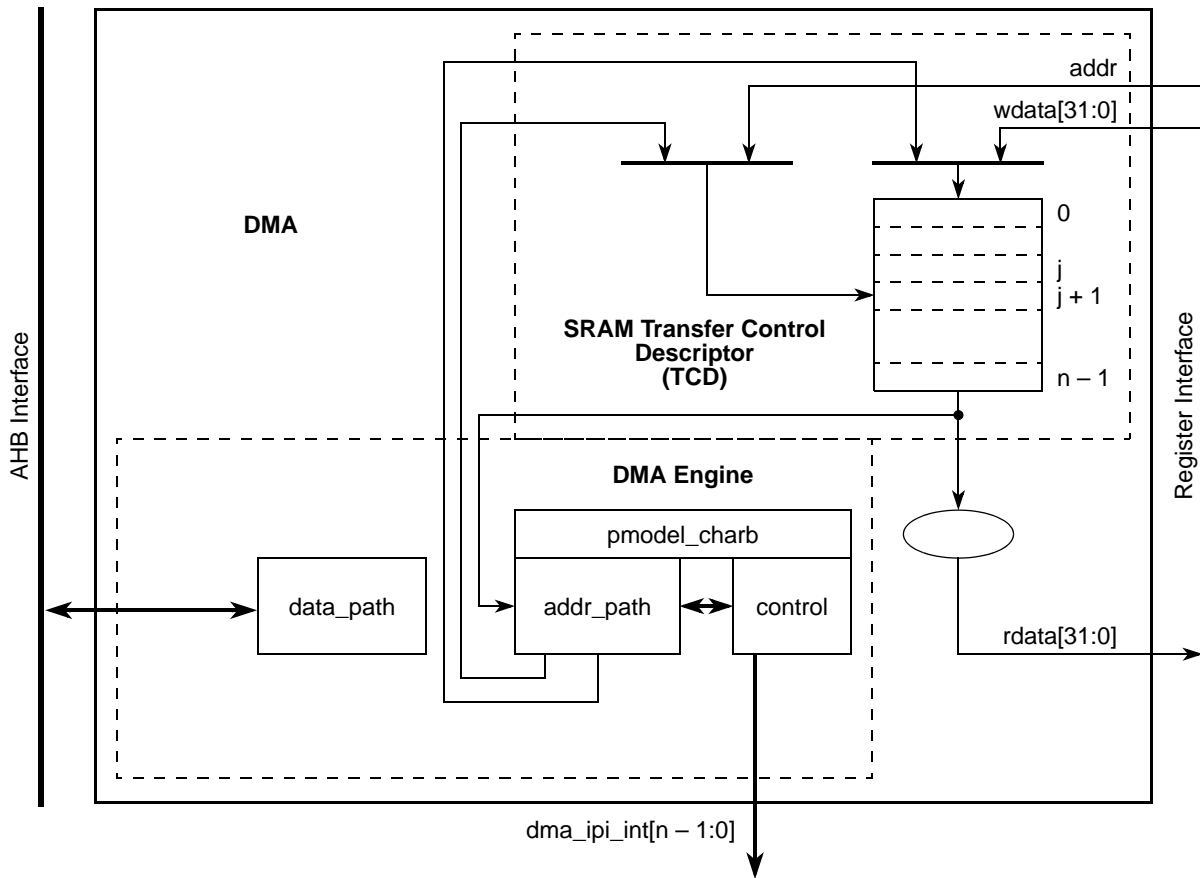 addr
wdata[31:0]
DMA
0
j
j + 1
n – 1
SRAM Transfer Control
Descriptor
(TCD)
AHB Interface
Register Interface
DMA Engine
pmodel_charb
data_path
addr_path
control
rdata[31:0]
dma_ipi_int[n – 1:0]